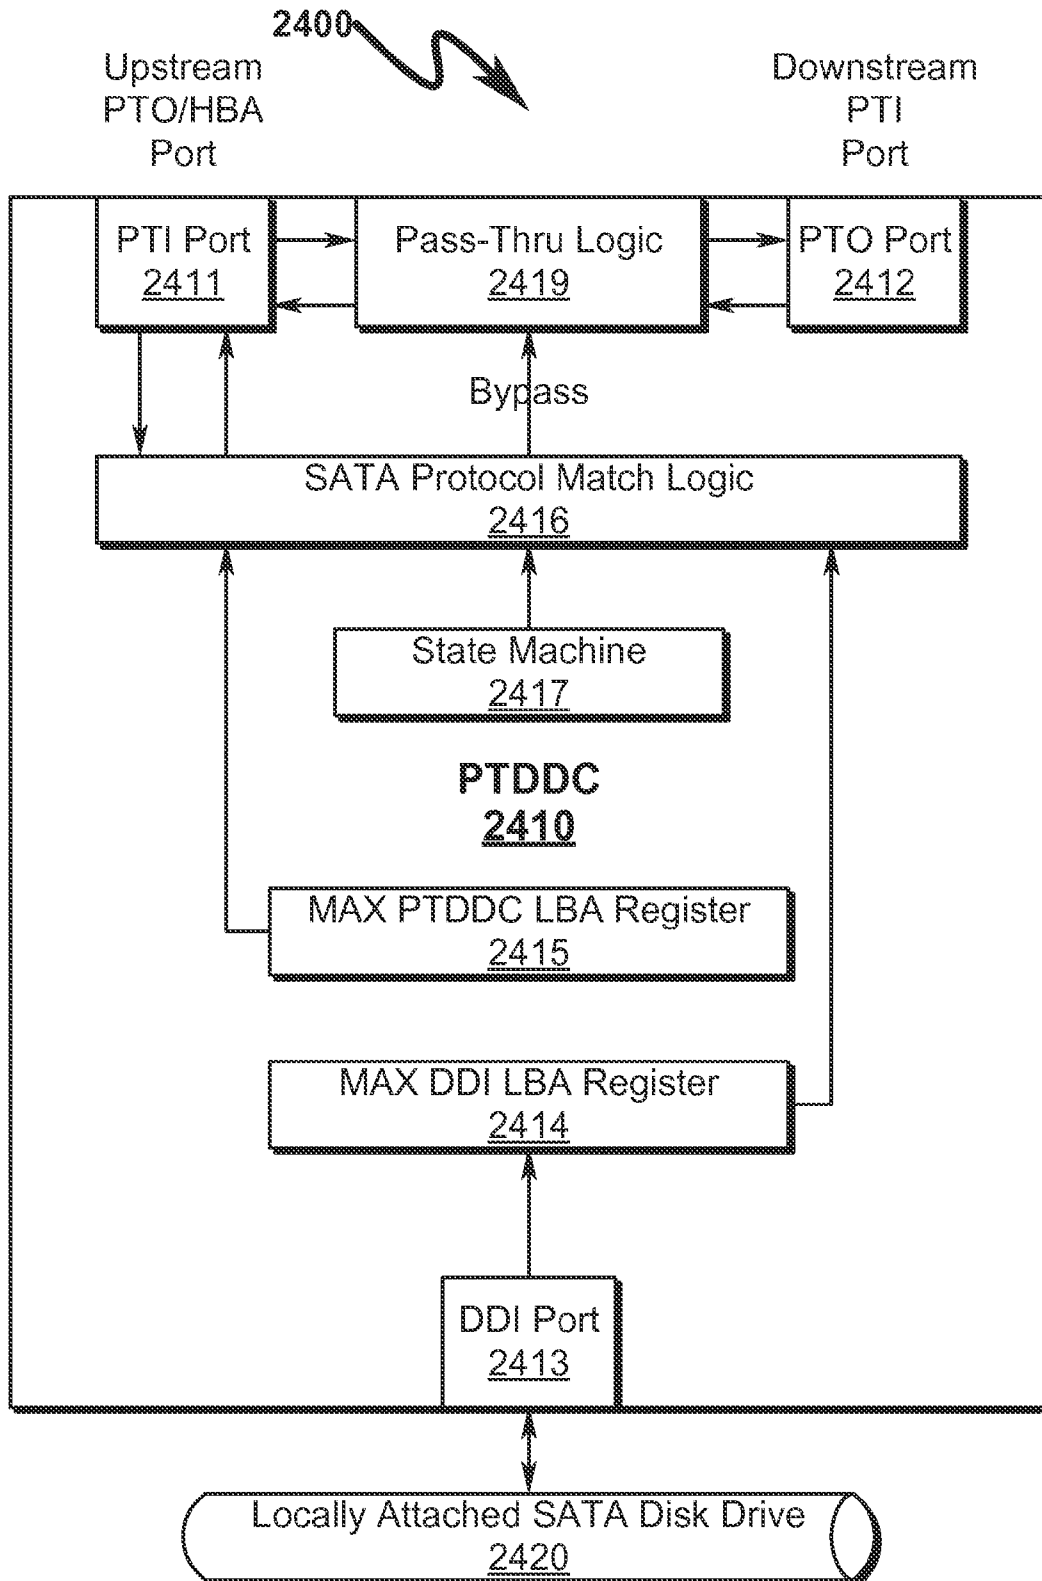 2400
Upstream
PTO/HBA
Port
Downstream
PTI
Port
PTI Port
2411
Pass-Thru Logic
2419
PTO Port
2412
Bypass
SATA Protocol Match Logic
2416
State Machine
2417
PTDDC
2410
MAX PTDDC LBA Register
2415
MAX DDI LBA Register
2414
DDI Port
2413
Locally Attached SATA Disk Drive
2420